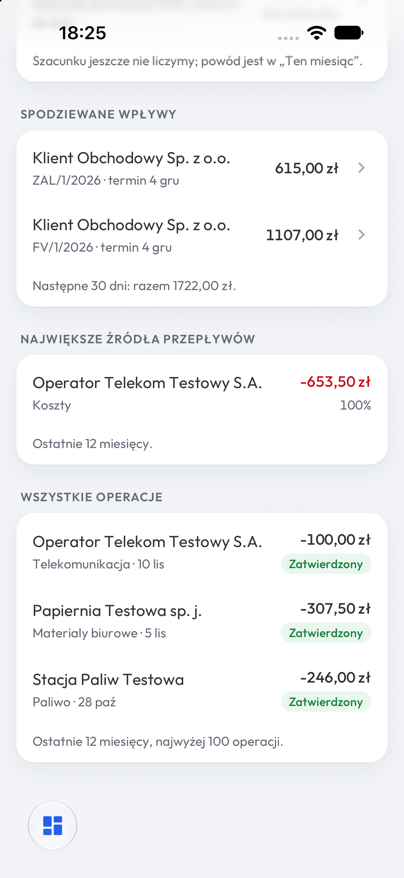 18:25
Szacunku jeszcze nie liczymy; powód jest w „Ten miesiąc”.
SPODZIEWANE WPŁYWY
Klient Obchodowy Sp. z o.o.
615,00 zł
ZAL/1/2026 · termin 4 gru
Klient Obchodowy Sp. z o.o.
1107,00 zł
FV/1/2026 · termin 4 gru
Następne 30 dni: razem 1722,00 zł.
NAJWIĘKSZE ŹRÓDŁA PRZEPŁYWÓW
Operator Telekom Testowy S.A.
-653,50 zł
Koszty
100%
Ostatnie 12 miesięcy.
WSZYSTKIE OPERACJE
Operator Telekom Testowy S.A.
-100,00 zł
Telekomunikacja · 10 lis
Zatwierdzony
Papiernia Testowa sp. j.
-307,50 zł
Materialy biurowe · 5 lis
Zatwierdzony
Stacja Paliw Testowa
-246,00 zł
Paliwo · 28 paź
Zatwierdzony
Ostatnie 12 miesięcy, najwyżej 100 operacji.